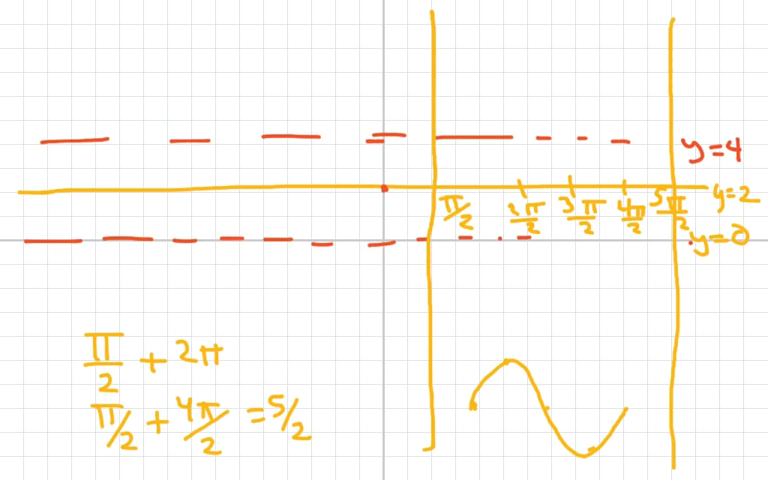 y=4
y=2
π/2 2π/2 3π/2 4π/2 5π/2
y=0
π/2 + 2π
π/2 + 4π/2 = 5/2